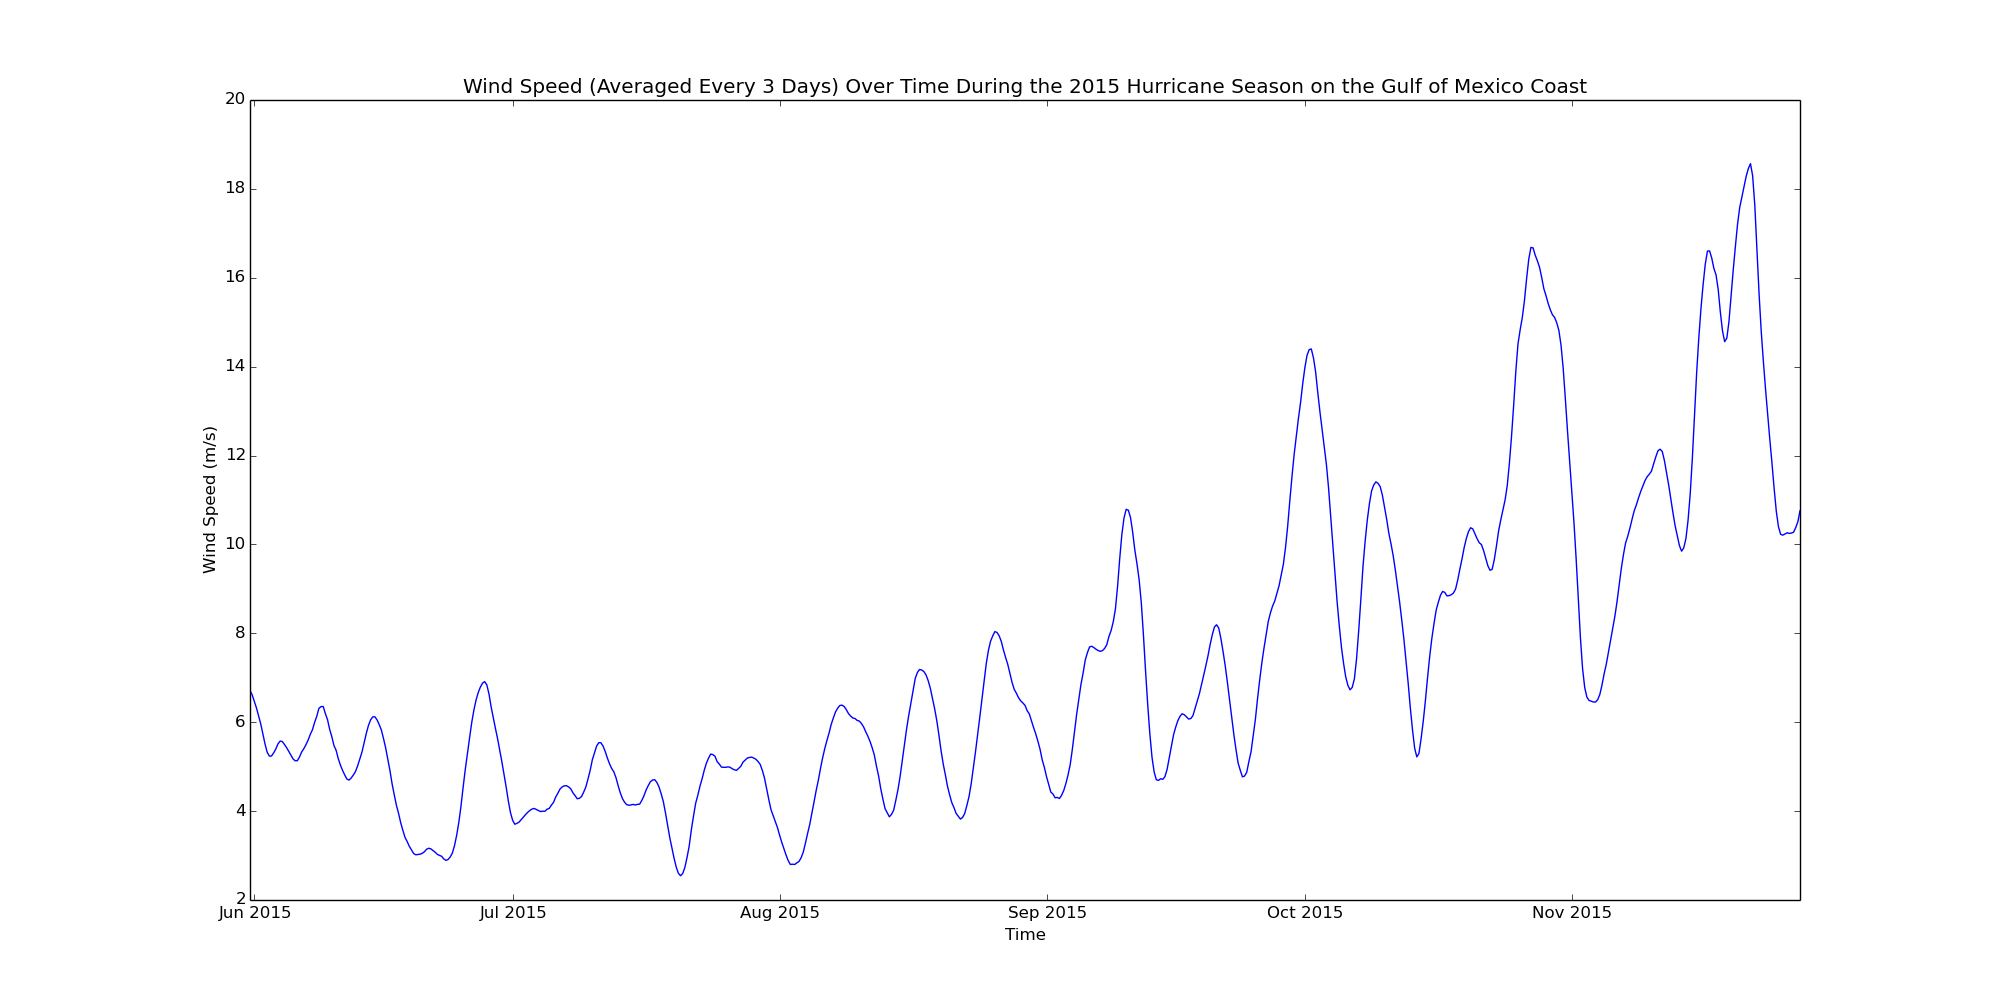 Wind Speed (Averaged Every 3 Days) Over Time During the 2015 Hurricane Season on the Gulf of Mexico Coast
20
18
16
14
12
10
8
6
4
2
Wind Speed (m/s)
Jun 2015 Jul 2015 Aug 2015 Sep 2015 Oct 2015 Nov 2015
Time